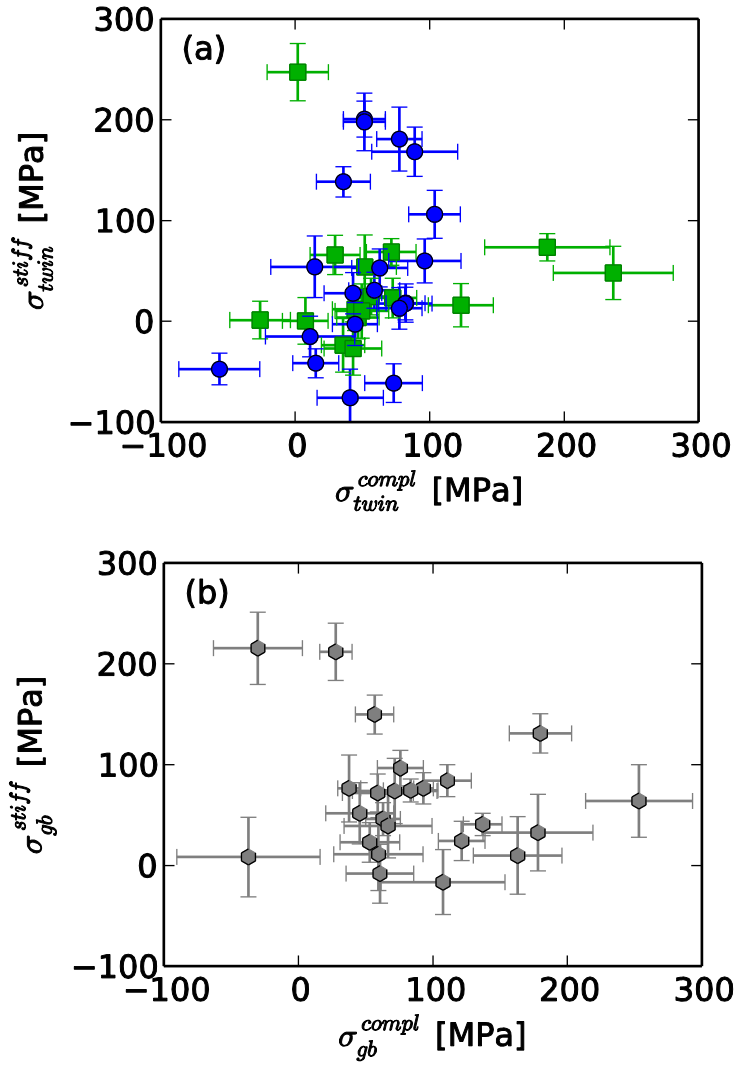 (a)
300
200
100
0
−100
σ_twin^stiff [MPa]
−100 0 100 200 300
σ_twin^compl [MPa]
(b)
300
200
100
0
−100
σ_gb^stiff [MPa]
−100 0 100 200 300
σ_gb^compl [MPa]